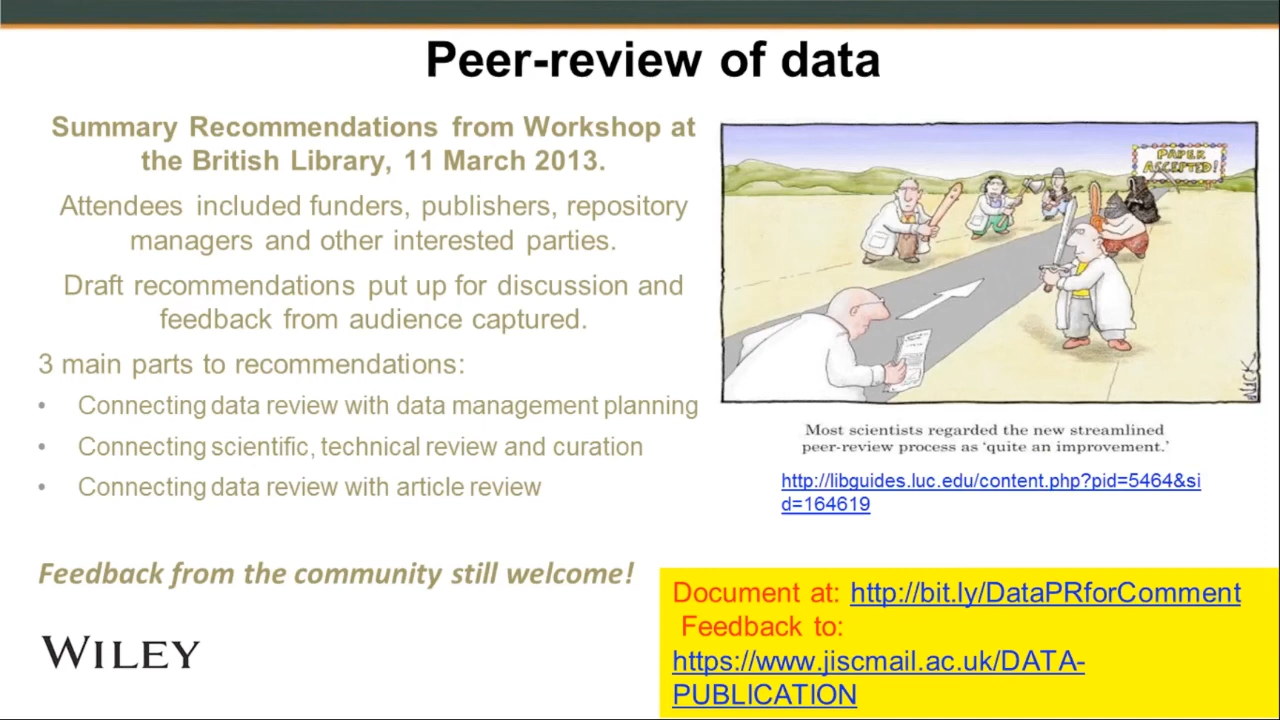 Peer-review of data
Summary Recommendations from Workshop at
the British Library, 11 March 2013.
Attendees included funders, publishers, repository
managers and other interested parties.
Draft recommendations put up for discussion and
feedback from audience captured.
3 main parts to recommendations:
• Connecting data review with data management planning
• Connecting scientific, technical review and curation
• Connecting data review with article review
Feedback from the community still welcome!
WILEY
PAPER
ACCEPTED!
NICK
Most scientists regarded the new streamlined
peer-review process as 'quite an improvement.'
http://libguides.luc.edu/content.php?pid=5464&si
d=164619
Document at: http://bit.ly/DataPRforComment
Feedback to:
https://www.jiscmail.ac.uk/DATA-
PUBLICATION